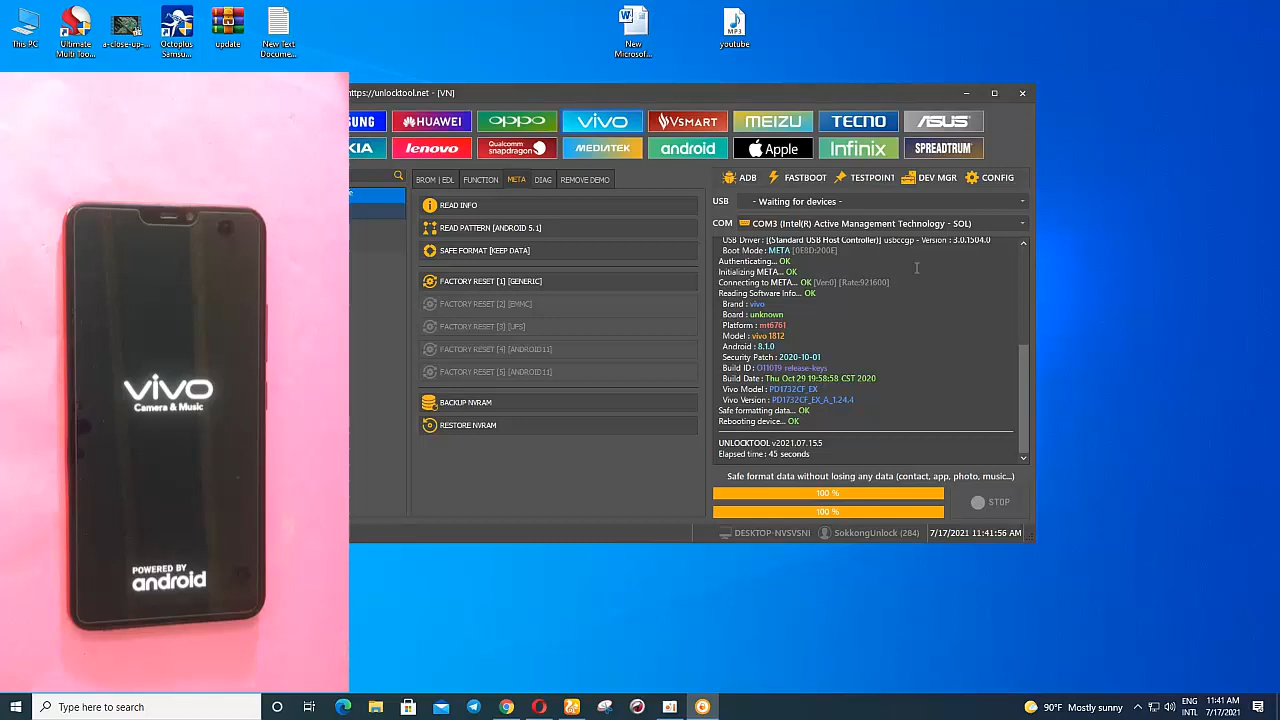 This PC
Ultimate
Multi-Too...
a-close-up-...
Octoplus
Samsu...
update
New Text
Docume...
New
Microsol...
MP3
youtube
https://unlocktool.net - [VN]
SUNG
HUAWEI
oppo
vivo
VSMART
MEIZU
TECNO
ASUS
KIA
lenovo
Qualcomm
snapdragon
MEDIATEK
android
Apple
Infinix
SPREADTRUM
BROM | EDL
FUNCTION
META
DIAG
REMOVE DEMO
ADB
FASTBOOT
TESTPOINT
DEV MGR
CONFIG
USB
- Waiting for devices -
COM
COM3 (Intel(R) Active Management Technology - SOL)
READ INFO
READ PATTERN [ANDROID 5.1]
SAFE FORMAT [KEEP DATA]
FACTORY RESET [1] [GENERIC]
FACTORY RESET [2] [EMMC]
FACTORY RESET [3] [UFS]
FACTORY RESET [4] [ANDROID11]
FACTORY RESET [5] [ANDROID11]
BACKUP NVRAM
RESTORE NVRAM
USB Driver : [(Standard USB Host Controller)] usbccgp - Version : 3.0.1504.0
Boot Mode : META [0E8D:200E]
Authenticating... OK
Initializing META... OK
Connecting to META... OK [Ver:0] [Rate:921600]
Reading Software Info... OK
Brand : vivo
Board : unknown
Platform : mt6761
Model : vivo 1812
Android : 8.1.0
Security Patch : 2020-10-01
Build ID : O11019 release-keys
Build Date : Thu Oct 29 19:58:58 CST 2020
Vivo Model : PD1732CF_EX
Vivo Version : PD1732CF_EX_A_1.24.4
Safe formatting data... OK
Rebooting device... OK
UNLOCKTOOL v2021.07.15.5
Elapsed time : 45 seconds
Safe format data without losing any data (contact, app, photo, music...)
100 %
100 %
STOP
DESKTOP-NVSVSNI
SokkongUnlock (284)
7/17/2021 11:41:56 AM
vivo
Camera & Music
POWERED BY
android
Type here to search
90°F Mostly sunny
ENG
INTL
11:41 AM
7/17/2021